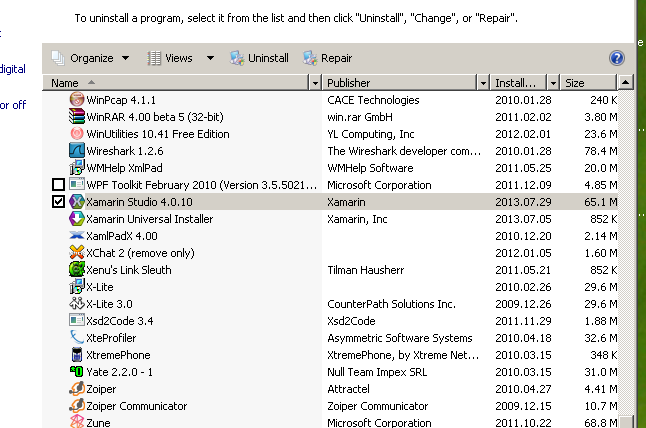 To uninstall a program, select it from the list and then click "Uninstall", "Change", or "Repair".
Organize Views Uninstall Repair
digital
or off
e
Name Publisher Install... Size
WinPcap 4.1.1 CACE Technologies 2010.01.28 240 K
WinRAR 4.00 beta 5 (32-bit) win.rar GmbH 2011.02.02 3.80 M
WinUtilities 10.41 Free Edition YL Computing, Inc 2012.02.01 23.6 M
Wireshark 1.2.6 The Wireshark developer com... 2010.01.28 78.4 M
WMHelp XmlPad WMHelp Software 2011.05.25 20.0 M
WPF Toolkit February 2010 (Version 3.5.5021... Microsoft Corporation 2011.12.09 4.85 M
Xamarin Studio 4.0.10 Xamarin 2013.07.29 65.1 M
Xamarin Universal Installer Xamarin, Inc 2013.07.05 852 K
XamlPadX 4.00 2010.12.20 2.14 M
XChat 2 (remove only) 2012.01.05 1.60 M
Xenu's Link Sleuth Tilman Hausherr 2011.05.21 852 K
X-Lite 2010.02.26 29.6 M
X-Lite 3.0 CounterPath Solutions Inc. 2009.12.26 29.6 M
Xsd2Code 3.4 Xsd2Code 2011.11.29 1.88 M
XteProfiler Asymmetric Software Systems 2010.04.18 32.6 M
XtremePhone XtremePhone, by Xtreme Net... 2010.03.15 348 K
Yate 2.2.0 - 1 Null Team Impex SRL 2010.03.15 31.0 M
Zoiper Attractel 2010.04.27 4.41 M
Zoiper Communicator Zoiper Communicator 2009.12.15 10.7 M
Zune Microsoft Corporation 2011.10.22 68.8 M